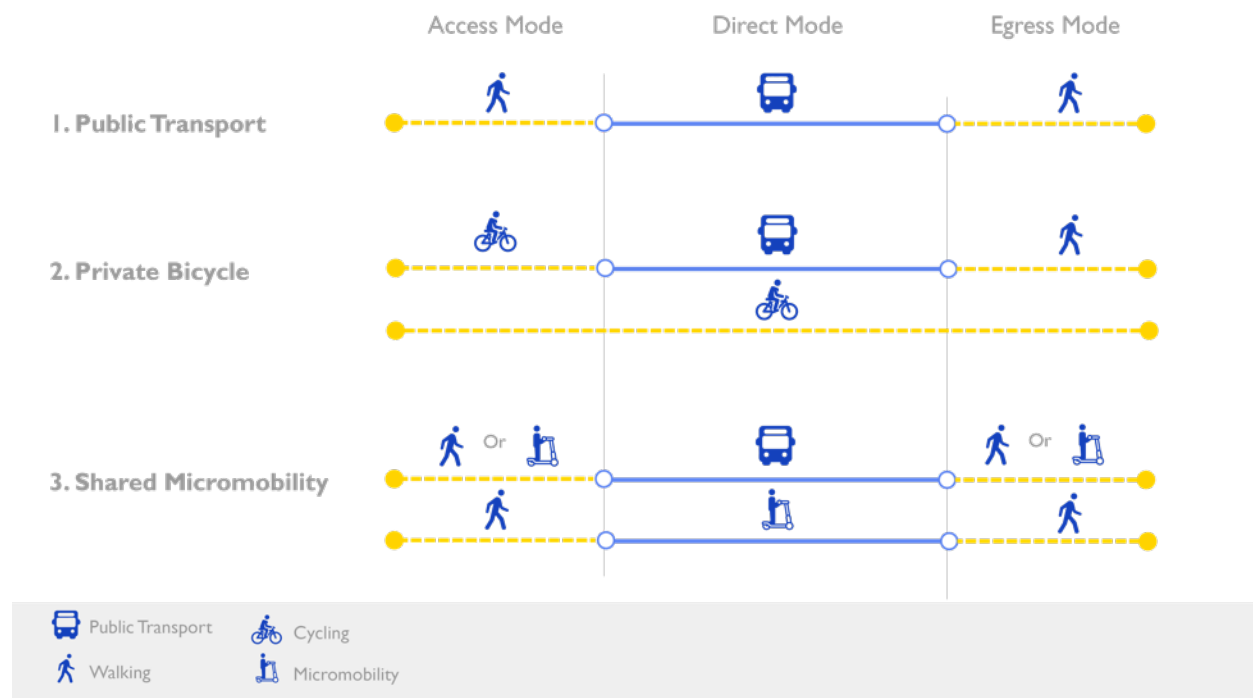 Access Mode
Direct Mode
Egress Mode
1. Public Transport
2. Private Bicycle
Or
Or
3. Shared Micromobility
Public Transport
Cycling
Walking
Micromobility